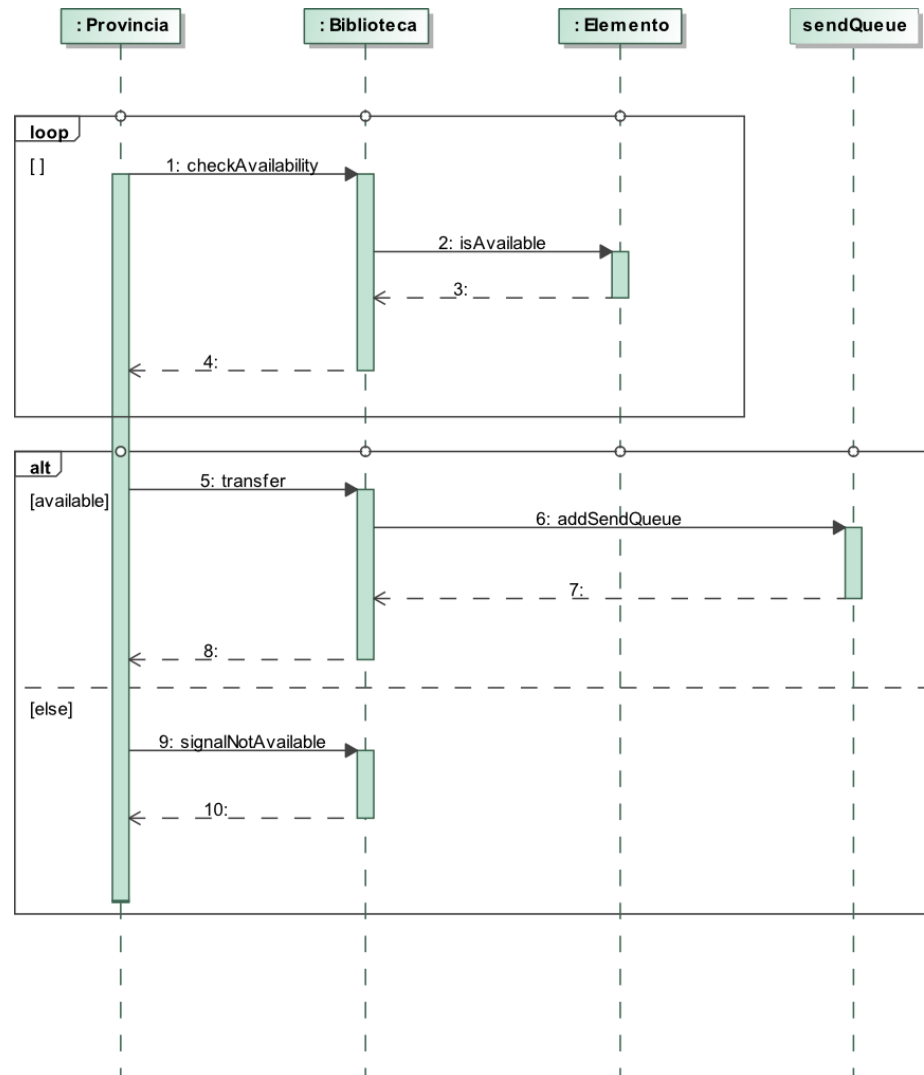 : Provincia
: Biblioteca
: Elemento
sendQueue
loop
[ ]
1: checkAvailability
2: isAvailable
3:
4:
alt
[available]
5: transfer
6: addSendQueue
7:
8:
[else]
9: signalNotAvailable
10: